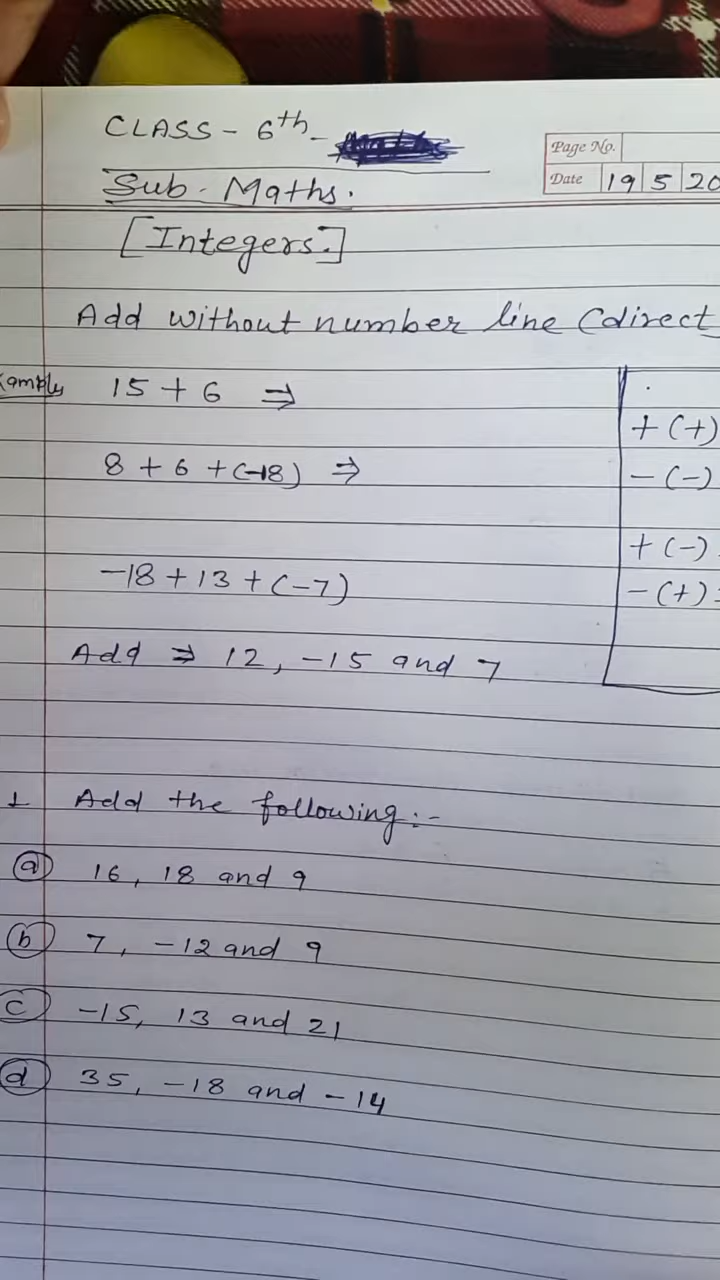 CLASS - 6th -
Page No.
Sub. Maths.
Date 19 5 20
[Integers.]
Add without number line (direct
15 + 6 ⇒
+ (+)
8 + 6 + (-18) ⇒
- (-)
+ (-)
-18 + 13 + (-7)
- (+) =
Add ⇒ 12, -15 and 7
1 Add the following:-
(a) 16, 18 and 9
(b) 7, -12 and 9
(c) -15, 13 and 21
(d) 35, -18 and -14